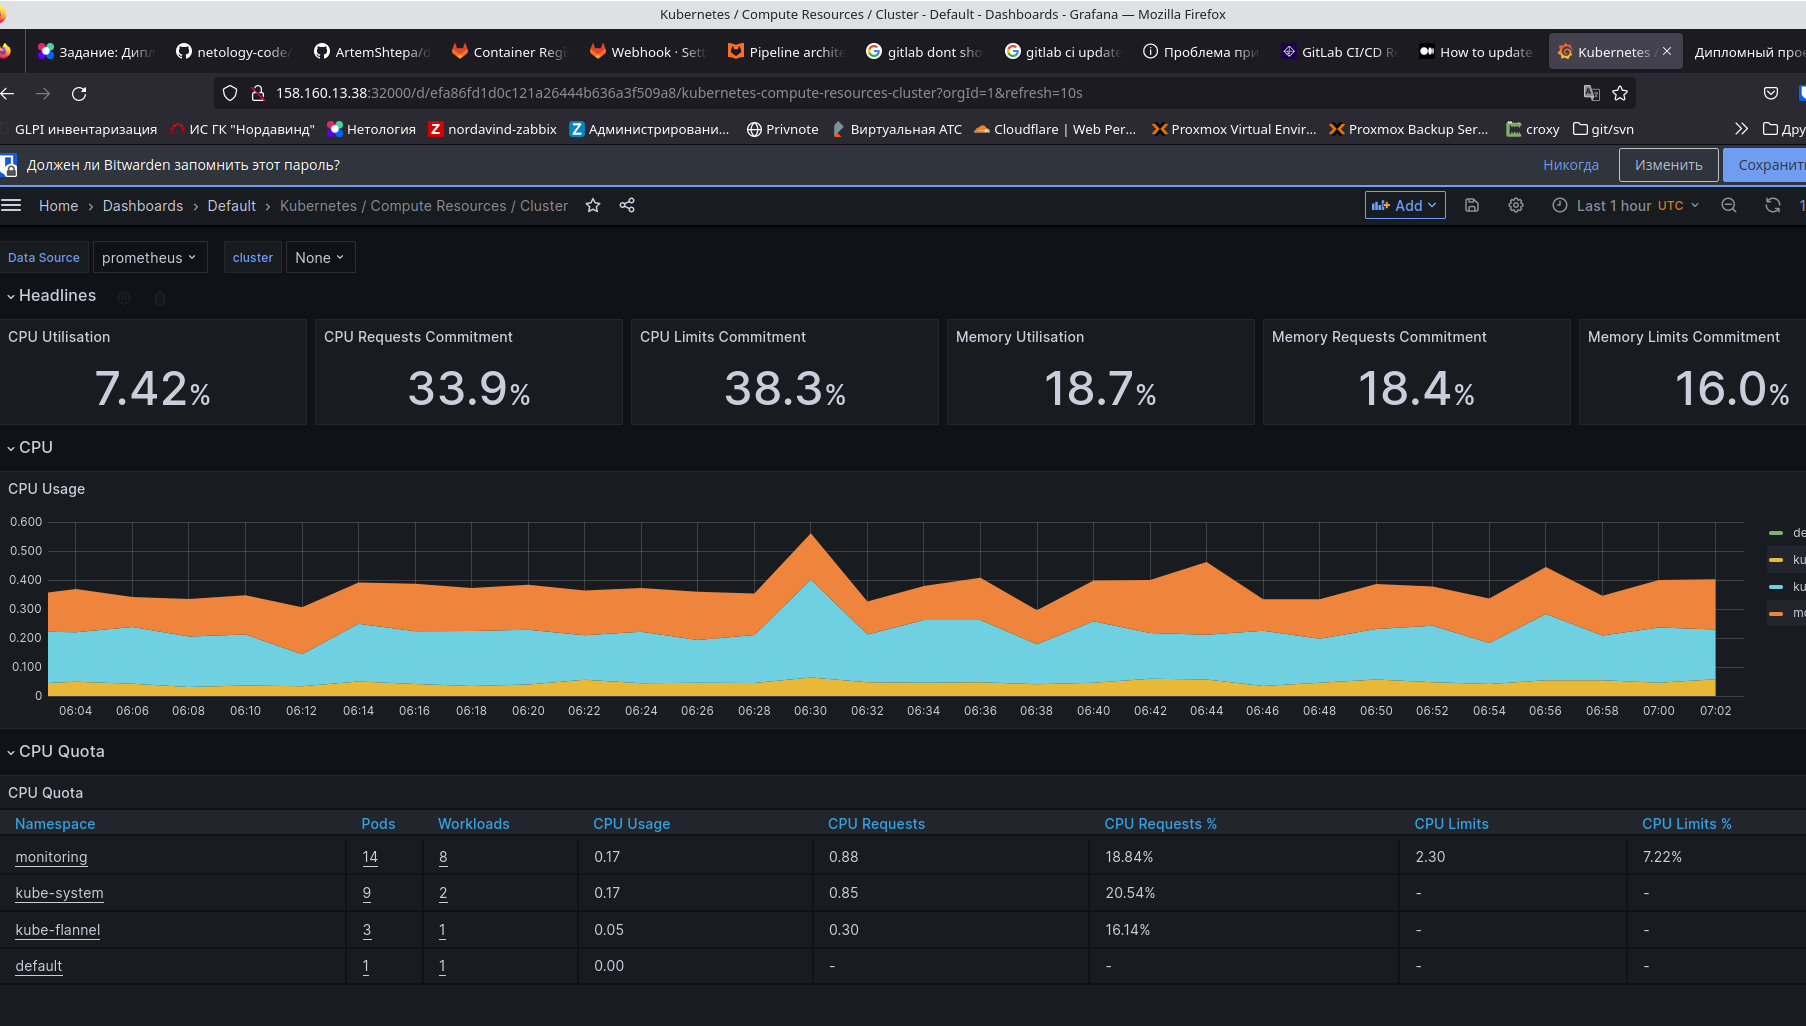 Kubernetes / Compute Resources / Cluster - Default - Dashboards - Grafana — Mozilla Firefox
Задание: Дипл netology-code/ ArtemShtepa/d Container Regi Webhook · Sett Pipeline archite gitlab dont sho gitlab ci update Проблема при GitLab CI/CD R How to update Kubernetes / Дипломный прое
158.160.13.38:32000/d/efa86fd1d0c121a26444b636a3f509a8/kubernetes-compute-resources-cluster?orgId=1&refresh=10s
GLPI инвентаризация ИС ГК "Нордавинд" Нетология nordavind-zabbix Администрировани... Privnote Виртуальная АТС Cloudflare | Web Per... Proxmox Virtual Envir... Proxmox Backup Ser... croxy git/svn Дру
Должен ли Bitwarden запомнить этот пароль? Никогда Изменить Сохранит
Home › Dashboards › Default › Kubernetes / Compute Resources / Cluster Add Last 1 hour UTC 1
Data Source prometheus cluster None
Headlines
CPU Utilisation CPU Requests Commitment CPU Limits Commitment Memory Utilisation Memory Requests Commitment Memory Limits Commitment
7.42% 33.9% 38.3% 18.7% 18.4% 16.0%
CPU
CPU Usage
0.600
0.500
0.400
0.300
0.200
0.100
0
de
ku
ku
mo
06:04 06:06 06:08 06:10 06:12 06:14 06:16 06:18 06:20 06:22 06:24 06:26 06:28 06:30 06:32 06:34 06:36 06:38 06:40 06:42 06:44 06:46 06:48 06:50 06:52 06:54 06:56 06:58 07:00 07:02
CPU Quota
CPU Quota
Namespace Pods Workloads CPU Usage CPU Requests CPU Requests % CPU Limits CPU Limits %
monitoring 14 8 0.17 0.88 18.84% 2.30 7.22%
kube-system 9 2 0.17 0.85 20.54% - -
kube-flannel 3 1 0.05 0.30 16.14% - -
default 1 1 0.00 - - - -